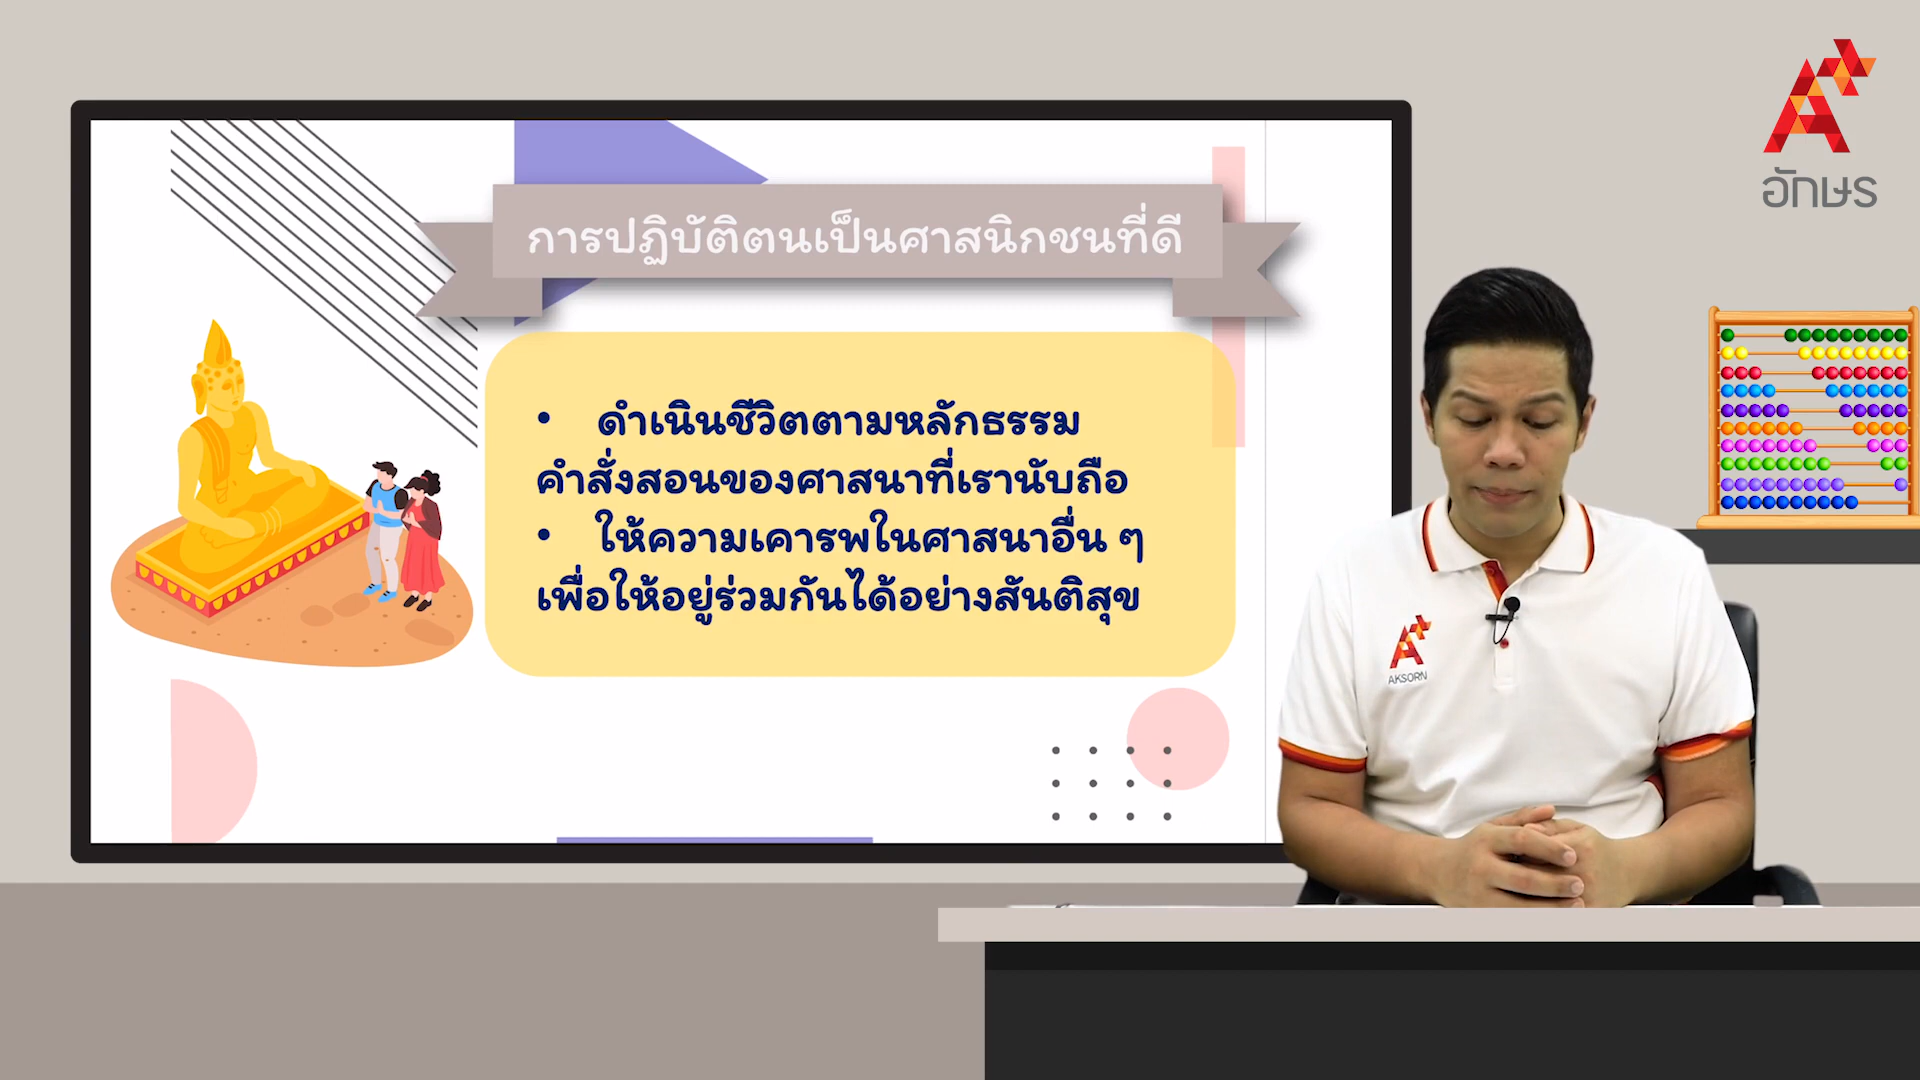 อักษร
การปฏิบัติตนเป็นศาสนิกชนที่ดี
• ดำเนินชีวิตตามหลักธรรม
คำสั่งสอนของศาสนาที่เรานับถือ
• ให้ความเคารพในศาสนาอื่น ๆ
เพื่อให้อยู่ร่วมกันได้อย่างสันติสุข
AKSORN